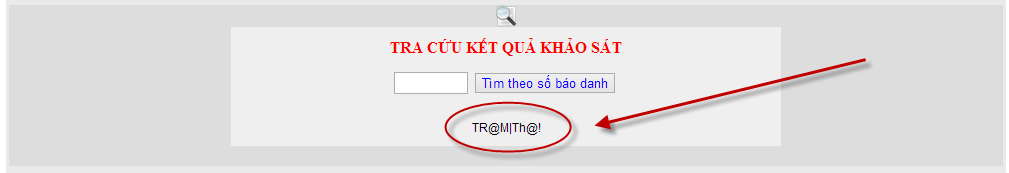 TRA CỨU KẾT QUẢ KHẢO SÁT
Tìm theo số báo danh
TR@M|Th@!